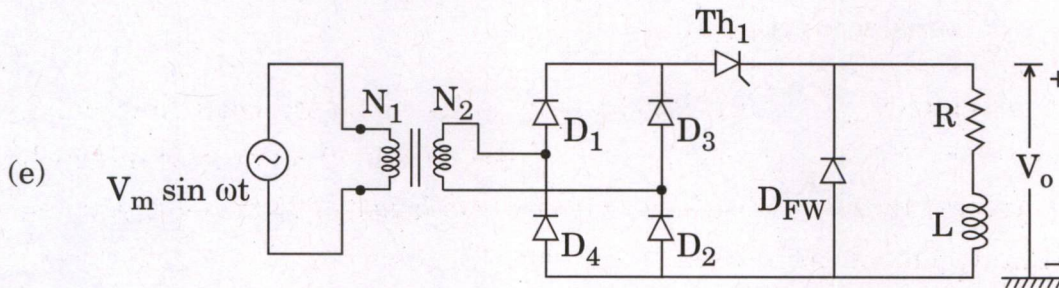 (e)
V_m sin ωt
N_1
N_2
D_1
D_3
D_4
D_2
Th_1
D_FW
R
L
+
V_o
−